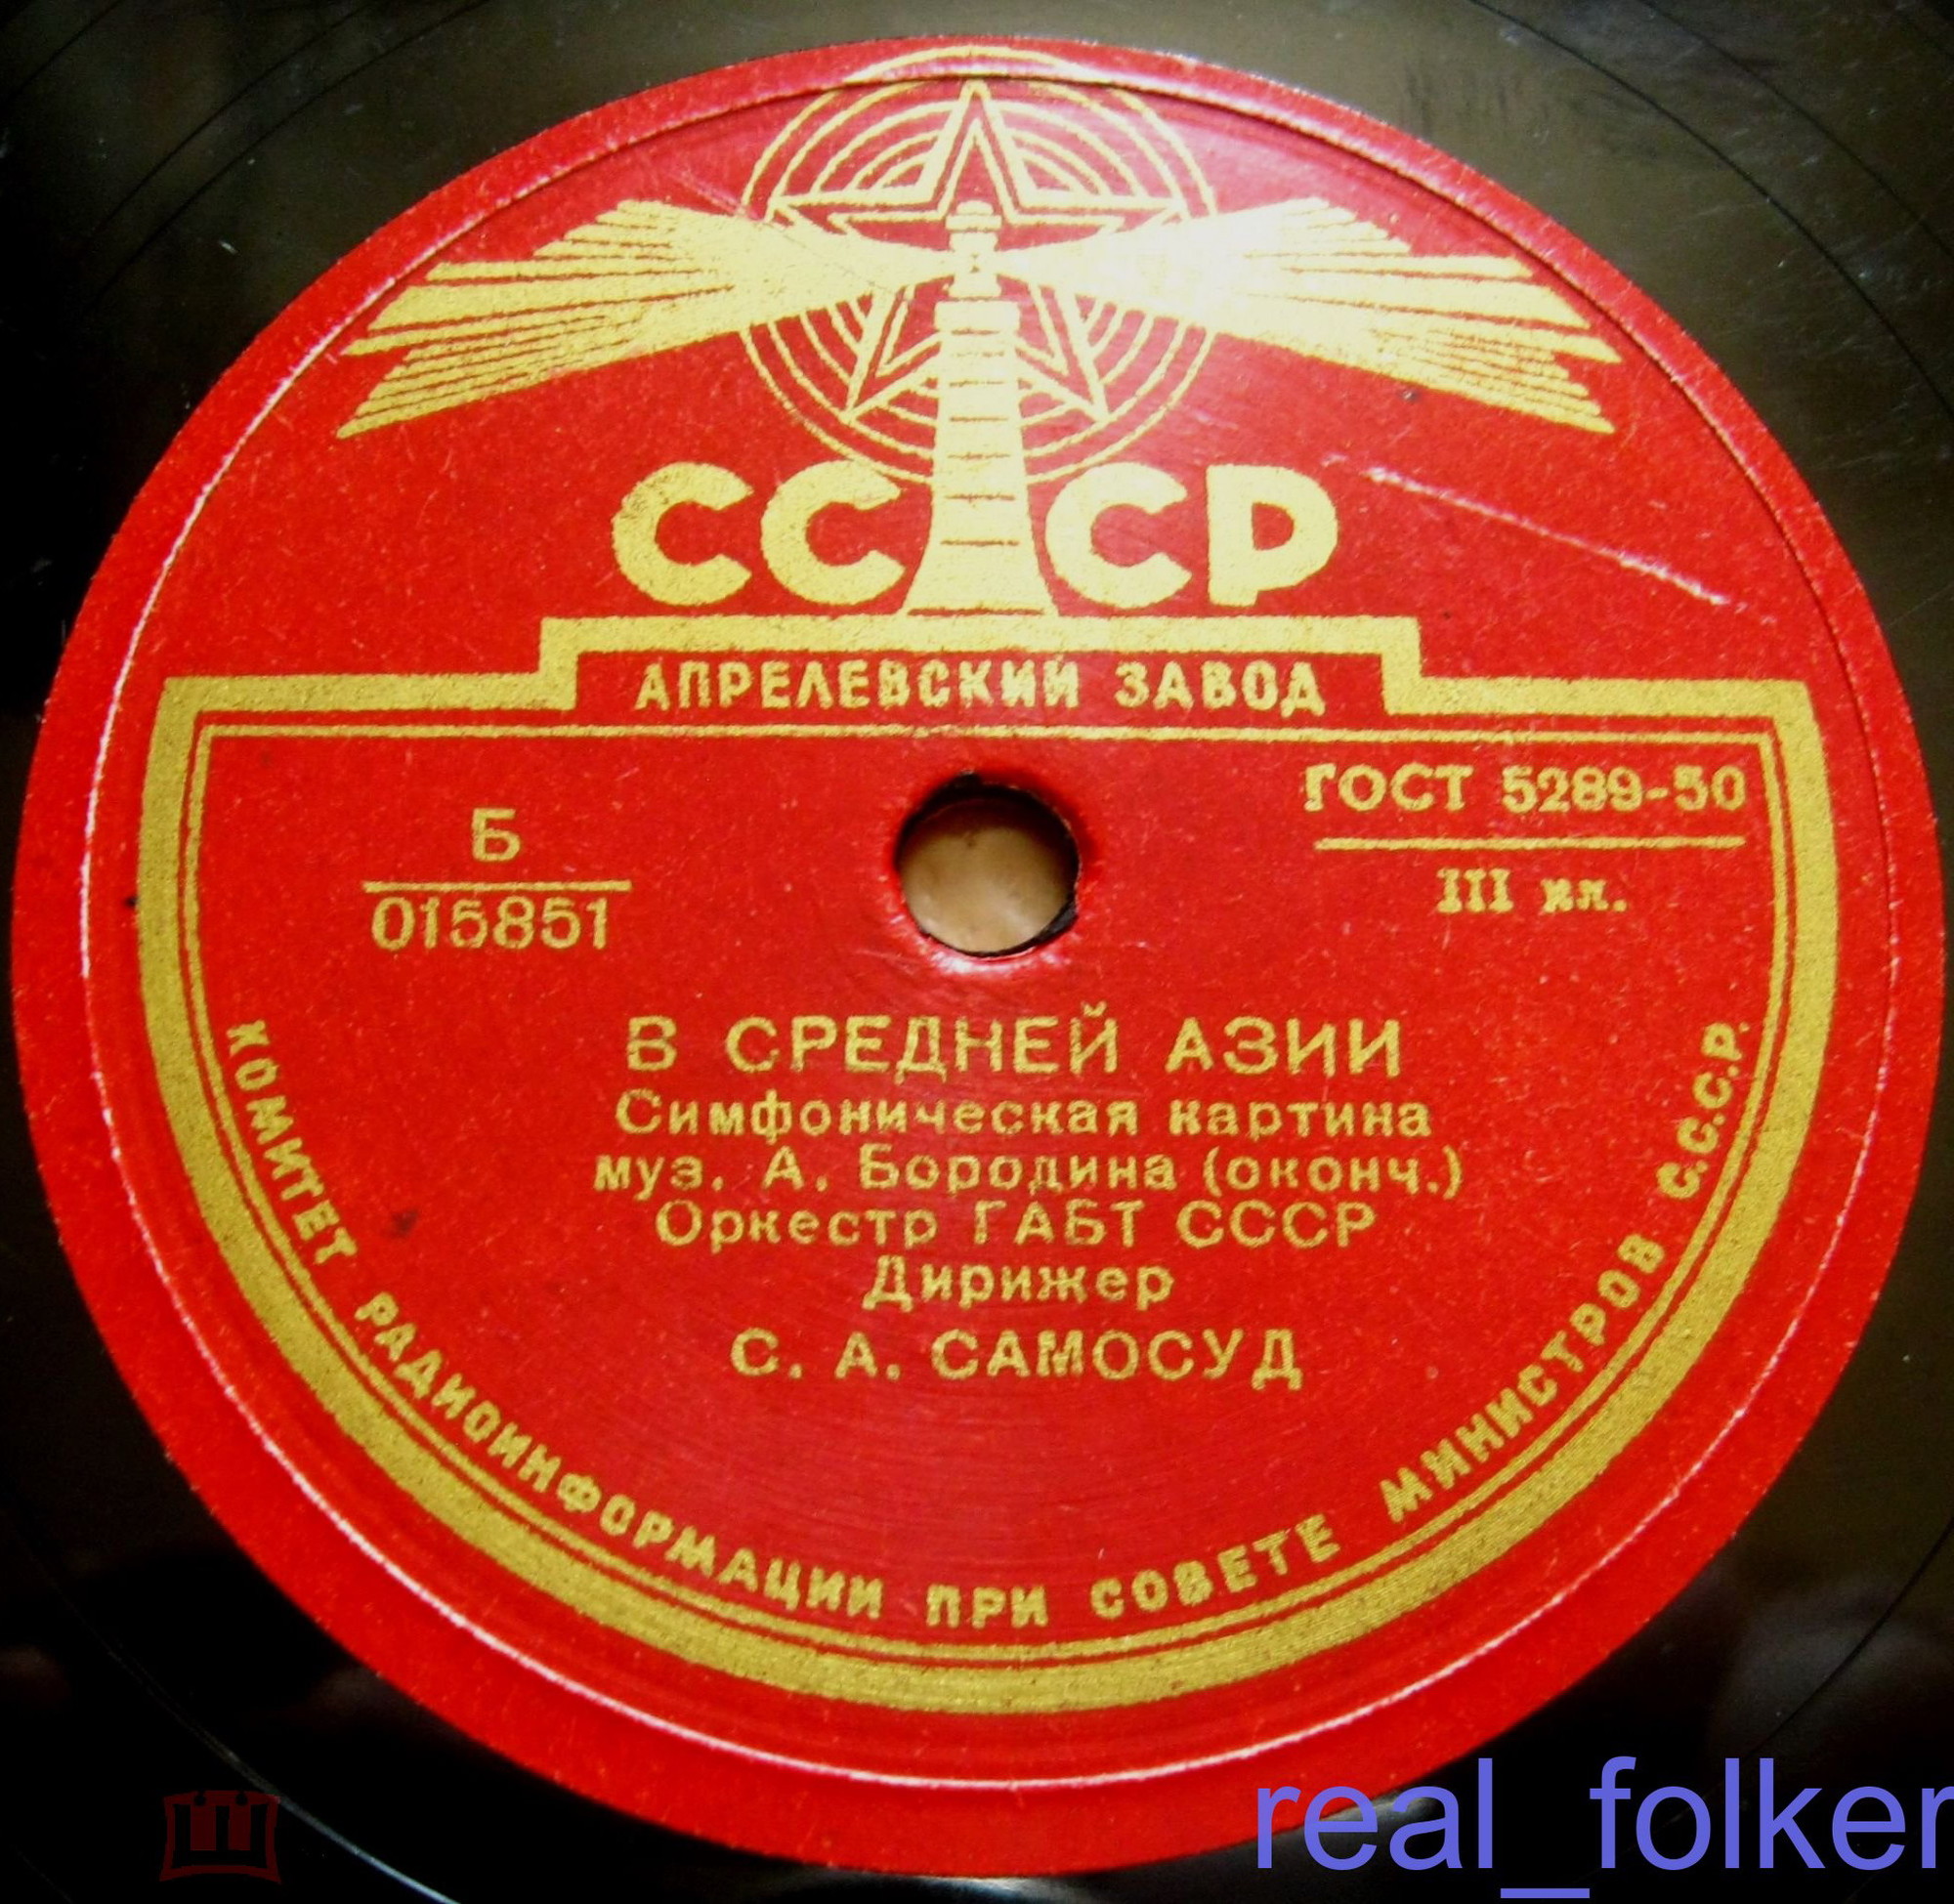 СССР
АПРЕЛЕВСКИЙ ЗАВОД
ГОСТ 5289-50
III кл.
Б
015851
В СРЕДНЕЙ АЗИИ
Симфоническая картина
муз. А. Бородина (оконч.)
Оркестр ГАБТ СССР
Дирижер
С. А. САМОСУД
КОМИТЕТ РАДИОИНФОРМАЦИИ ПРИ СОВЕТЕ МИНИСТРОВ С.С.С.Р.
real_folker